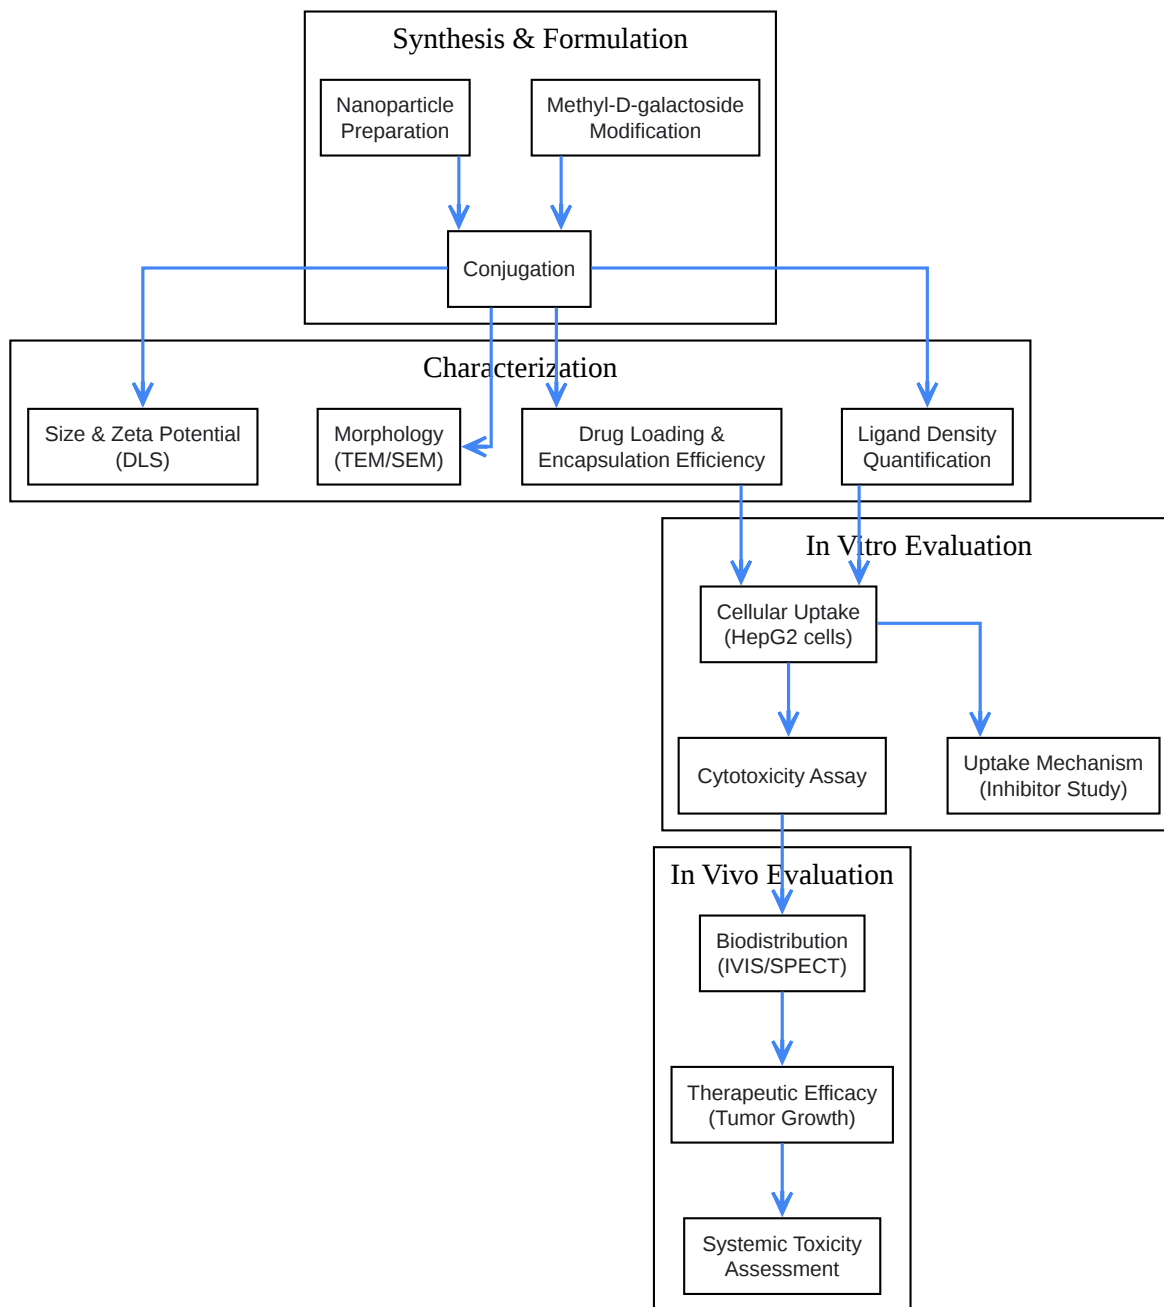 Synthesis & Formulation
Nanoparticle
Preparation
Methyl-D-galactoside
Modification
Conjugation
Characterization
Size & Zeta Potential
(DLS)
Morphology
(TEM/SEM)
Drug Loading &
Encapsulation Efficiency
Ligand Density
Quantification
In Vitro Evaluation
Cellular Uptake
(HepG2 cells)
Cytotoxicity Assay
Uptake Mechanism
(Inhibitor Study)
In Vivo Evaluation
Biodistribution
(IVIS/SPECT)
Therapeutic Efficacy
(Tumor Growth)
Systemic Toxicity
Assessment